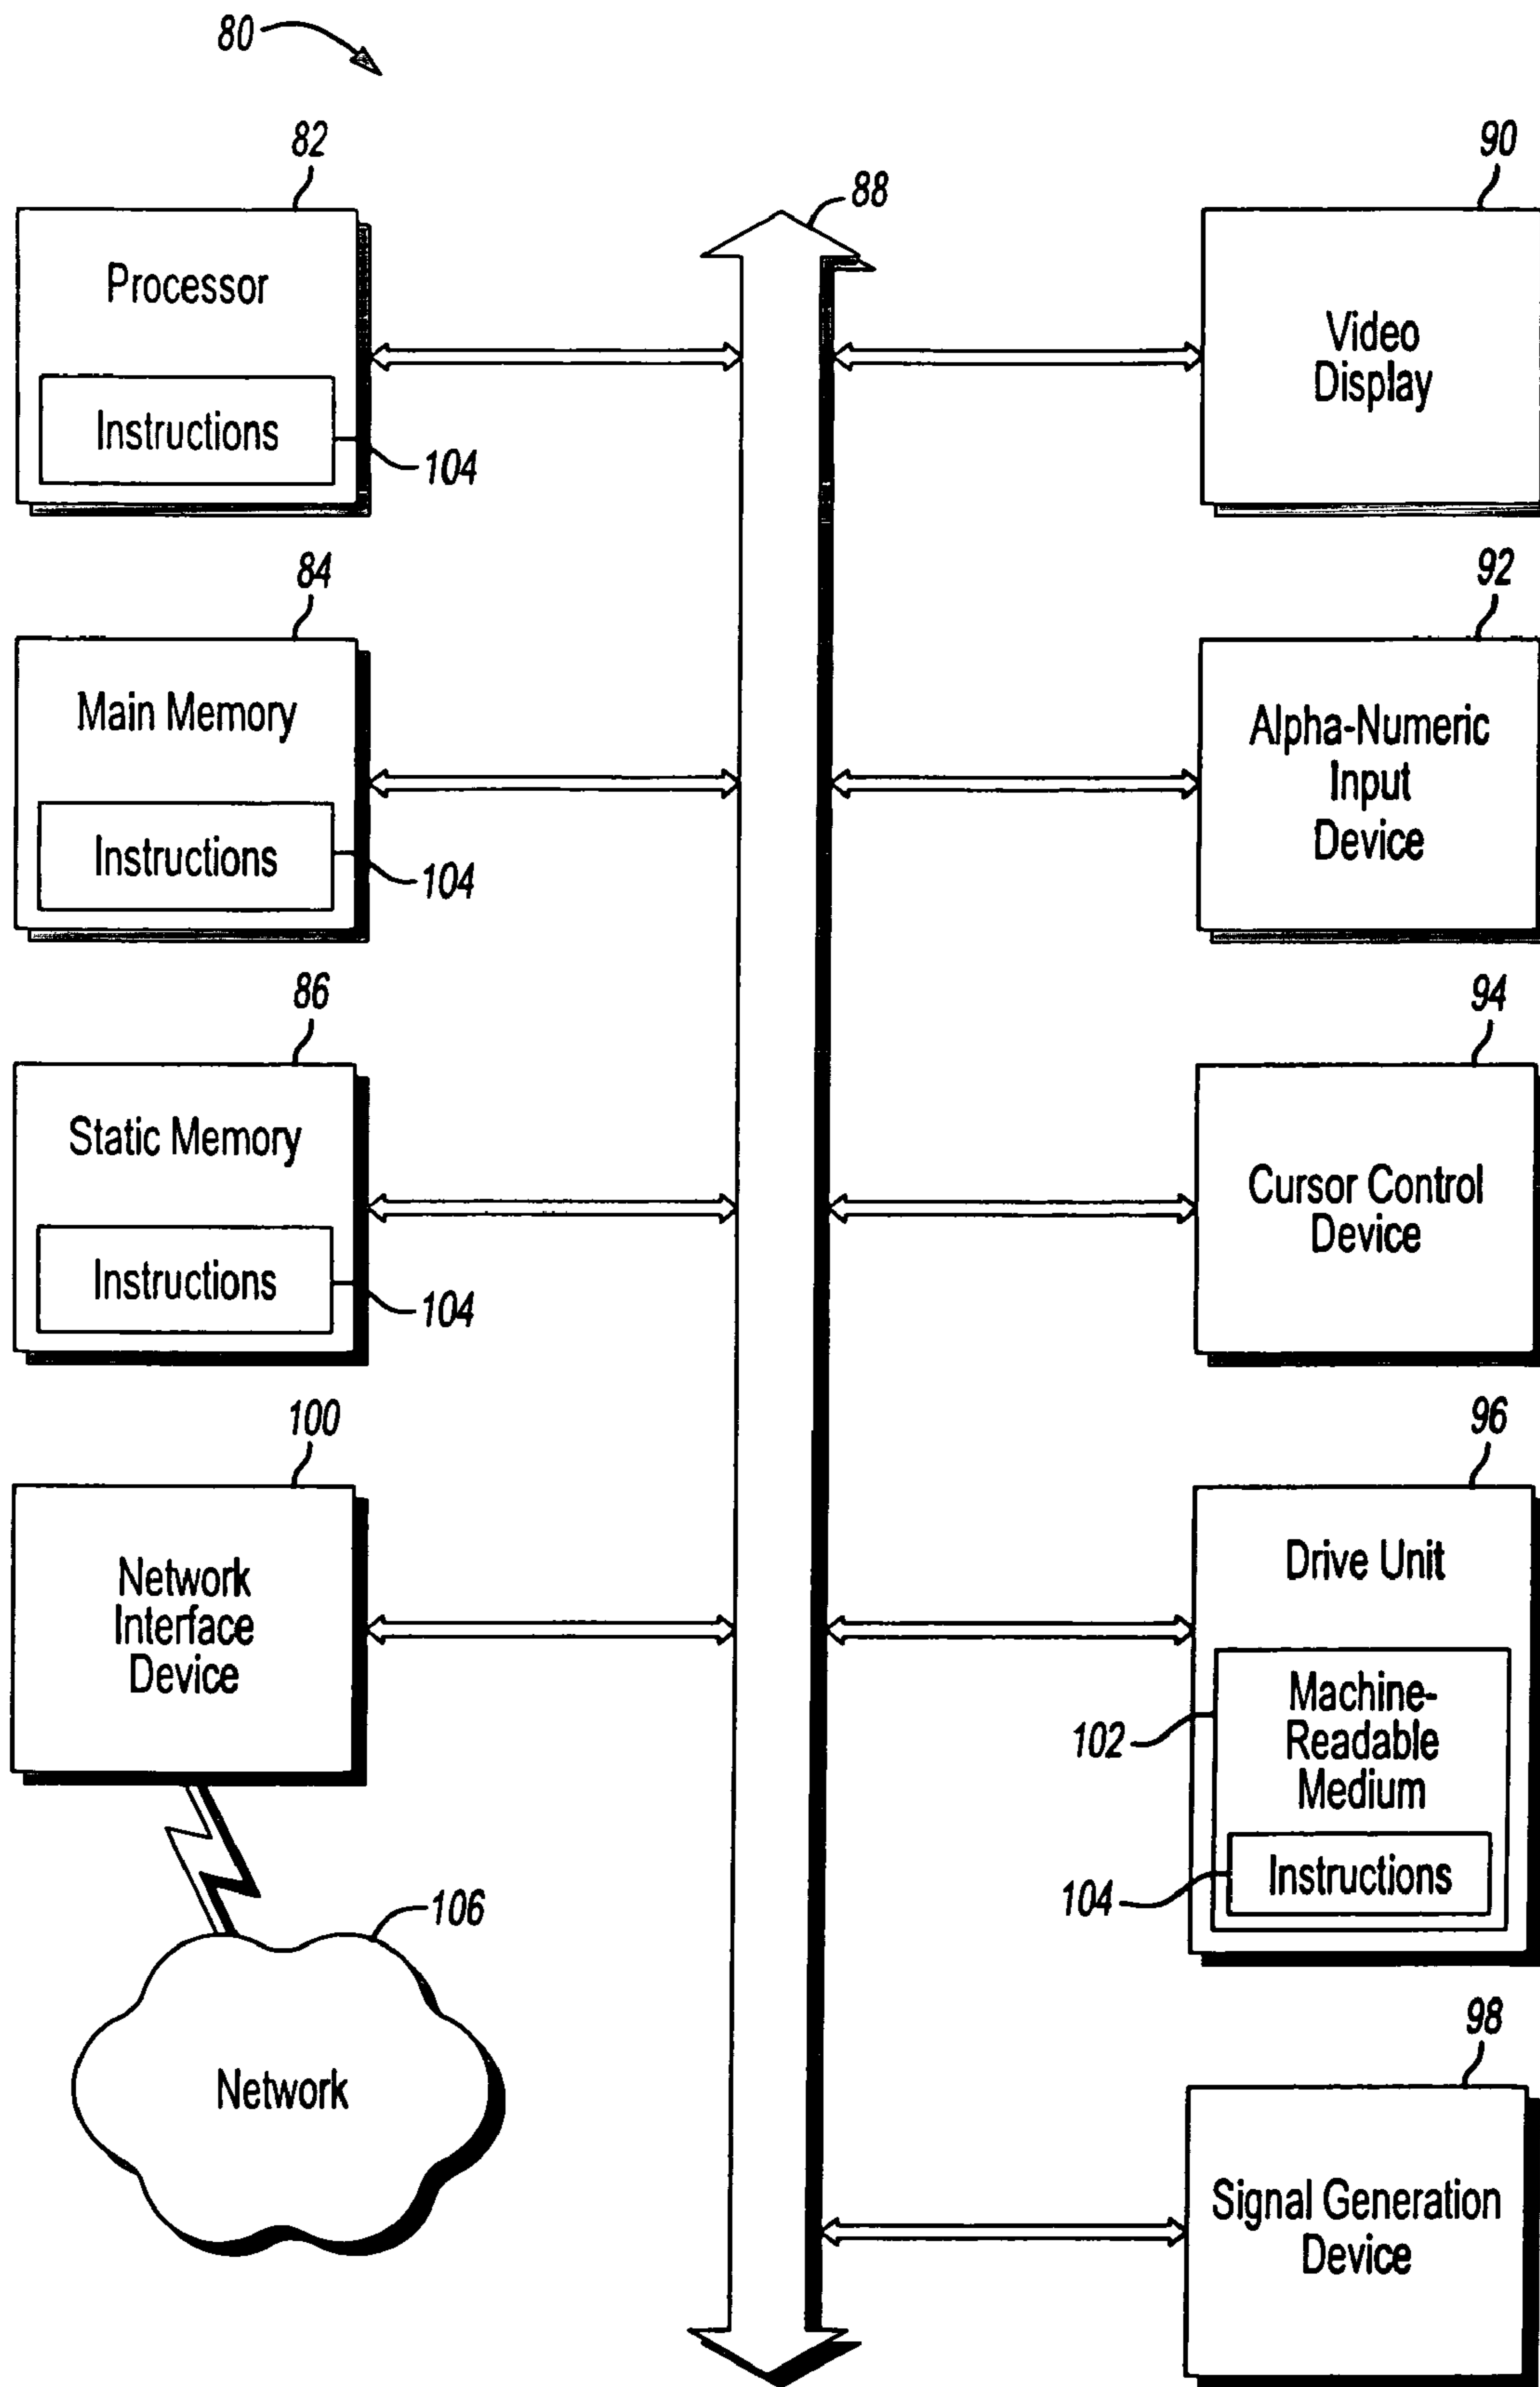 80
82
Processor
Instructions
104
84
Main Memory
Instructions
104
86
Static Memory
Instructions
104
100
Network
Interface
Device
106
Network
88
90
Video
Display
92
Alpha-Numeric
Input
Device
94
Cursor Control
Device
96
Drive Unit
102
Machine-
Readable
Medium
104
Instructions
98
Signal Generation
Device